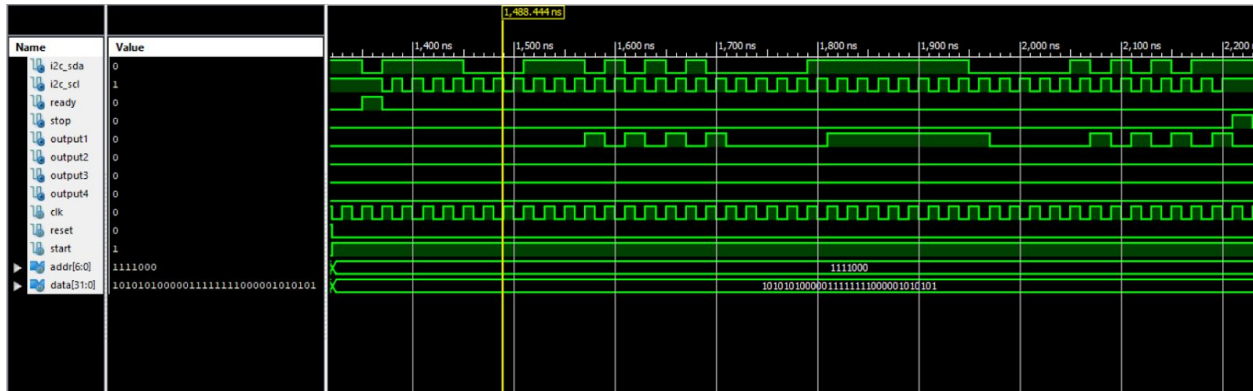 1,488.444 ns
Name Value 1,400 ns 1,500 ns 1,600 ns 1,700 ns 1,800 ns 1,900 ns 2,000 ns 2,100 ns 2,200
i2c_sda 0
i2c_scl 1
ready 0
stop 0
output1 0
output2 0
output3 0
output4 0
clk 0
reset 0
start 1
addr[6:0] 1111000 1111000
data[31:0] 10101010000011111111000001010101 10101010000011111111000001010101